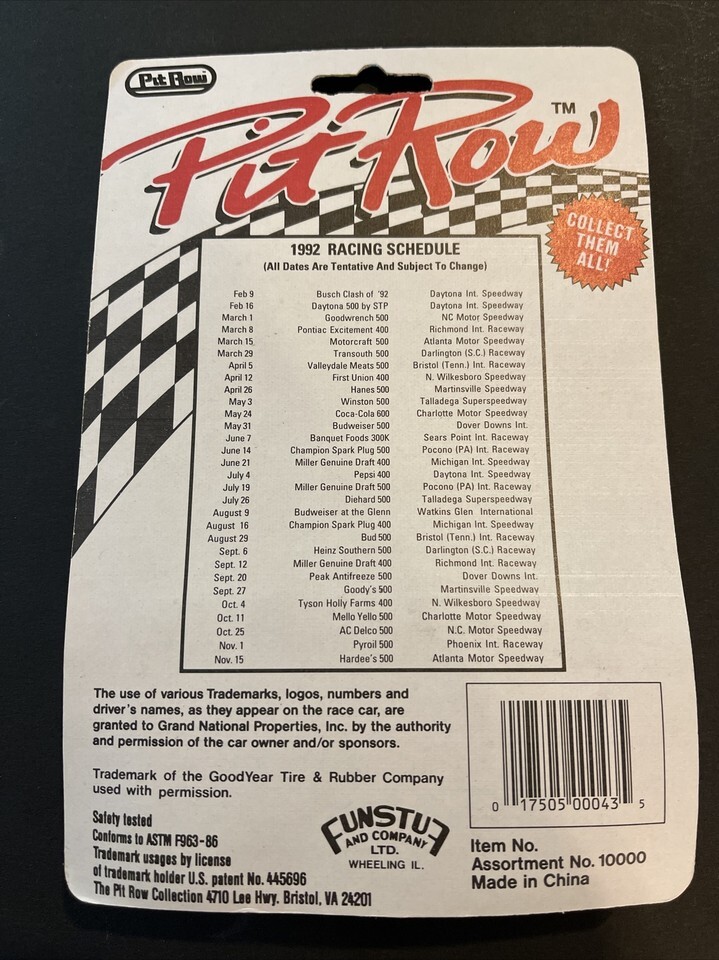 Pit Row
Pit Row™
COLLECT
THEM
ALL!
1992 RACING SCHEDULE
(All Dates Are Tentative And Subject To Change)
Feb 9 Busch Clash of '92 Daytona Int. Speedway
Feb 16 Daytona 500 by STP Daytona Int. Speedway
March 1 Goodwrench 500 NC Motor Speedway
March 8 Pontiac Excitement 400 Richmond Int. Raceway
March 15 Motorcraft 500 Atlanta Motor Speedway
March 29 Transouth 500 Darlington (S.C.) Raceway
April 5 Valleydale Meats 500 Bristol (Tenn.) Int. Raceway
April 12 First Union 400 N. Wilkesboro Speedway
April 26 Hanes 500 Martinsville Speedway
May 3 Winston 500 Talladega Superspeedway
May 24 Coca-Cola 600 Charlotte Motor Speedway
May 31 Budweiser 500 Dover Downs Int.
June 7 Banquet Foods 300K Sears Point Int. Raceway
June 14 Champion Spark Plug 500 Pocono (PA) Int. Raceway
June 21 Miller Genuine Draft 400 Michigan Int. Speedway
July 4 Pepsi 400 Daytona Int. Speedway
July 19 Miller Genuine Draft 500 Pocono (PA) Int. Raceway
July 26 Diehard 500 Talladega Superspeedway
August 9 Budweiser at the Glenn Watkins Glen International
August 16 Champion Spark Plug 400 Michigan Int. Speedway
August 29 Bud 500 Bristol (Tenn.) Int. Raceway
Sept. 6 Heinz Southern 500 Darlington (S.C.) Raceway
Sept. 12 Miller Genuine Draft 400 Richmond Int. Raceway
Sept. 20 Peak Antifreeze 500 Dover Downs Int.
Sept. 27 Goody's 500 Martinsville Speedway
Oct. 4 Tyson Holly Farms 400 N. Wilkesboro Speedway
Oct. 11 Mello Yello 500 Charlotte Motor Speedway
Oct. 25 AC Delco 500 N.C. Motor Speedway
Nov. 1 Pyroil 500 Phoenix Int. Raceway
Nov. 15 Hardee's 500 Atlanta Motor Speedway
The use of various Trademarks, logos, numbers and
driver's names, as they appear on the race car, are
granted to Grand National Properties, Inc. by the authority
and permission of the car owner and/or sponsors.
Trademark of the GoodYear Tire & Rubber Company
used with permission.
Safety tested
Conforms to ASTM F963-86
Trademark usages by license
of trademark holder U.S. patent No. 445696
The Pit Row Collection 4710 Lee Hwy. Bristol, VA 24201
FUNSTUF
AND COMPANY
LTD.
WHEELING IL.
0 17505 00043 5
Item No.
Assortment No. 10000
Made in China